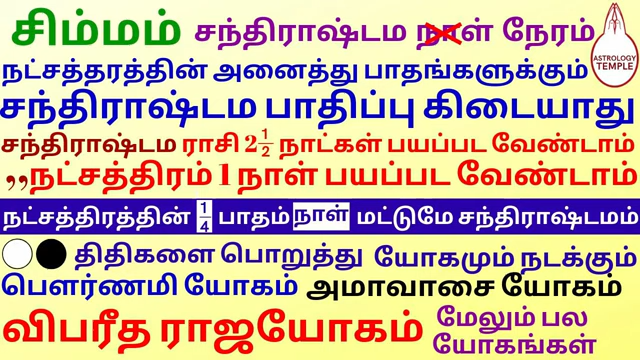 சிம்மம் சந்திராஷ்டம நாள் நேரம்
ASTROLOGY TEMPLE
நட்சத்தரத்தின் அனைத்து பாதங்களுக்கும்
சந்திராஷ்டம பாதிப்பு கிடையாது
சந்திராஷ்டம ராசி 2½ நாட்கள் பயப்பட வேண்டாம்
,,நட்சத்திரம் 1 நாள் பயப்பட வேண்டாம்
நட்சத்திரத்தின் ¼ பாதம் நாள் மட்டுமே சந்திராஷ்டமம்
திதிகளை பொறுத்து யோகமும் நடக்கும்
பௌர்ணமி யோகம் அமாவாசை யோகம்
விபரீத ராஜயோகம் மேலும் பல
யோகங்கள்